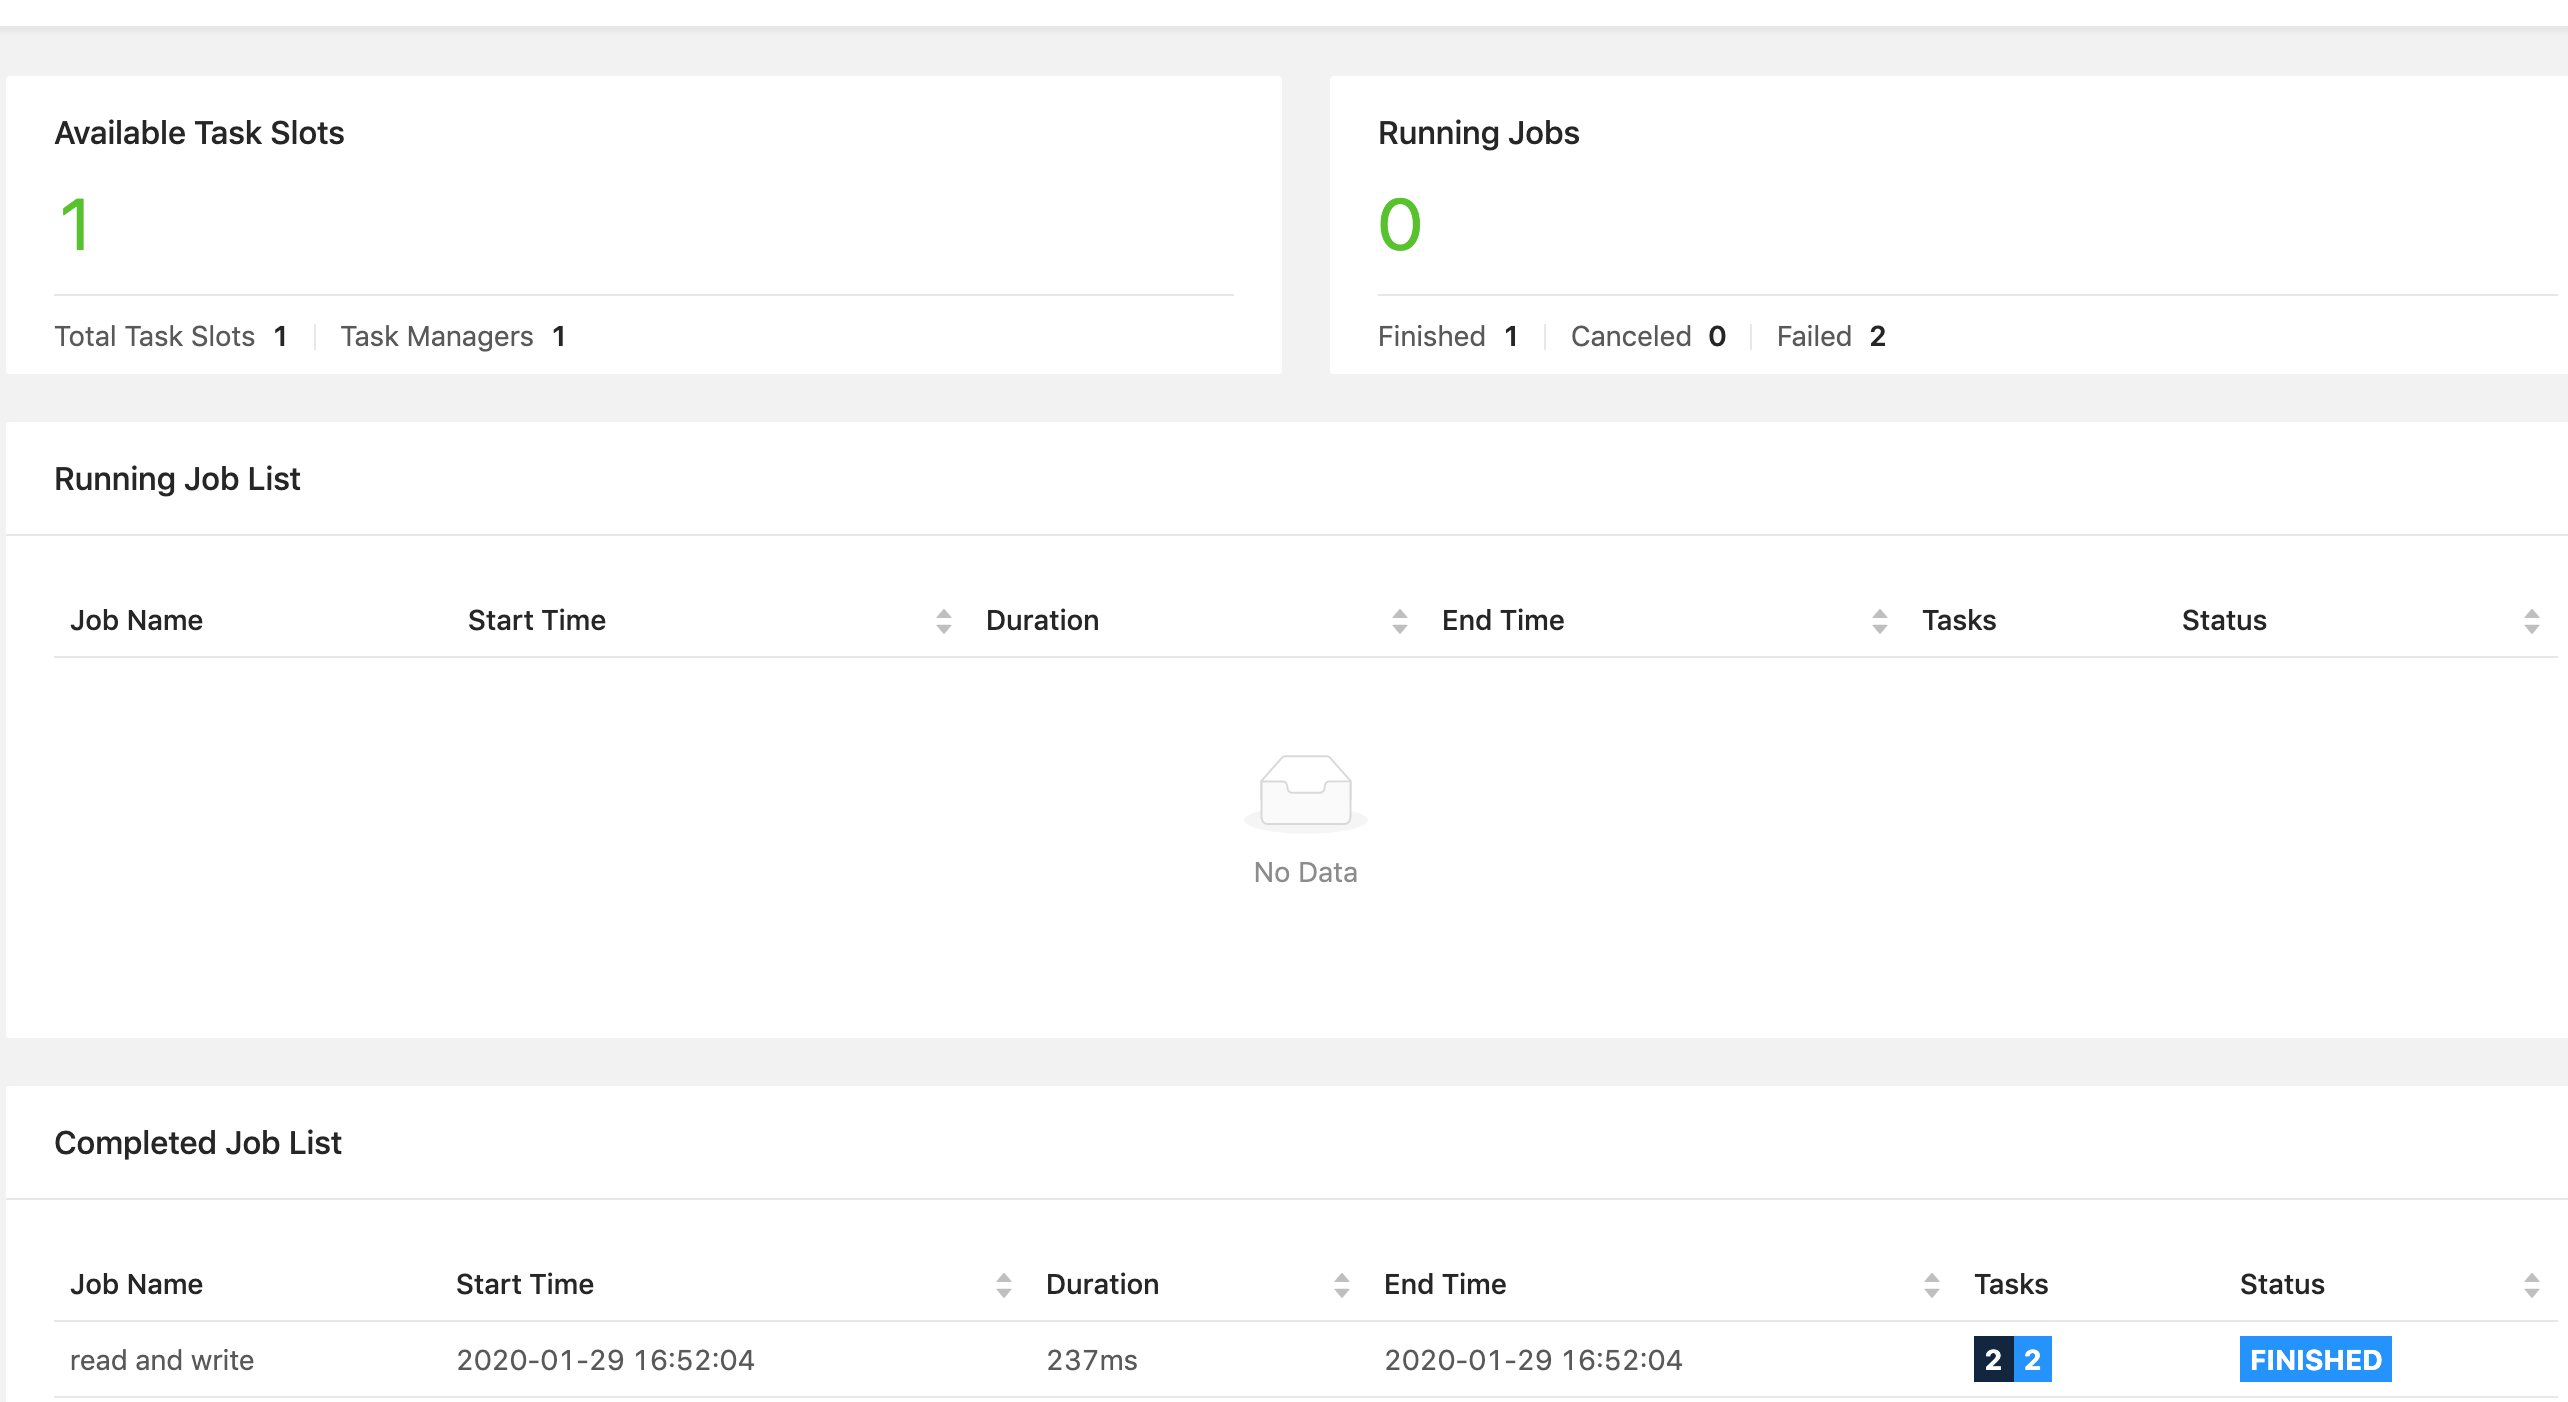 Available Task Slots
1
Total Task Slots 1 Task Managers 1
Running Jobs
0
Finished 1 Canceled 0 Failed 2
Running Job List
Job Name Start Time Duration End Time Tasks Status
No Data
Completed Job List
Job Name Start Time Duration End Time Tasks Status
read and write 2020-01-29 16:52:04 237ms 2020-01-29 16:52:04 2 2 FINISHED